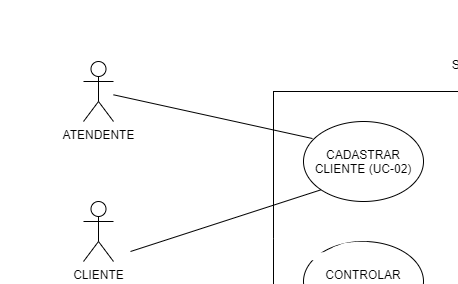 ATENDENTE
CADASTRAR
CLIENTE (UC-02)
CLIENTE
CONTROLAR